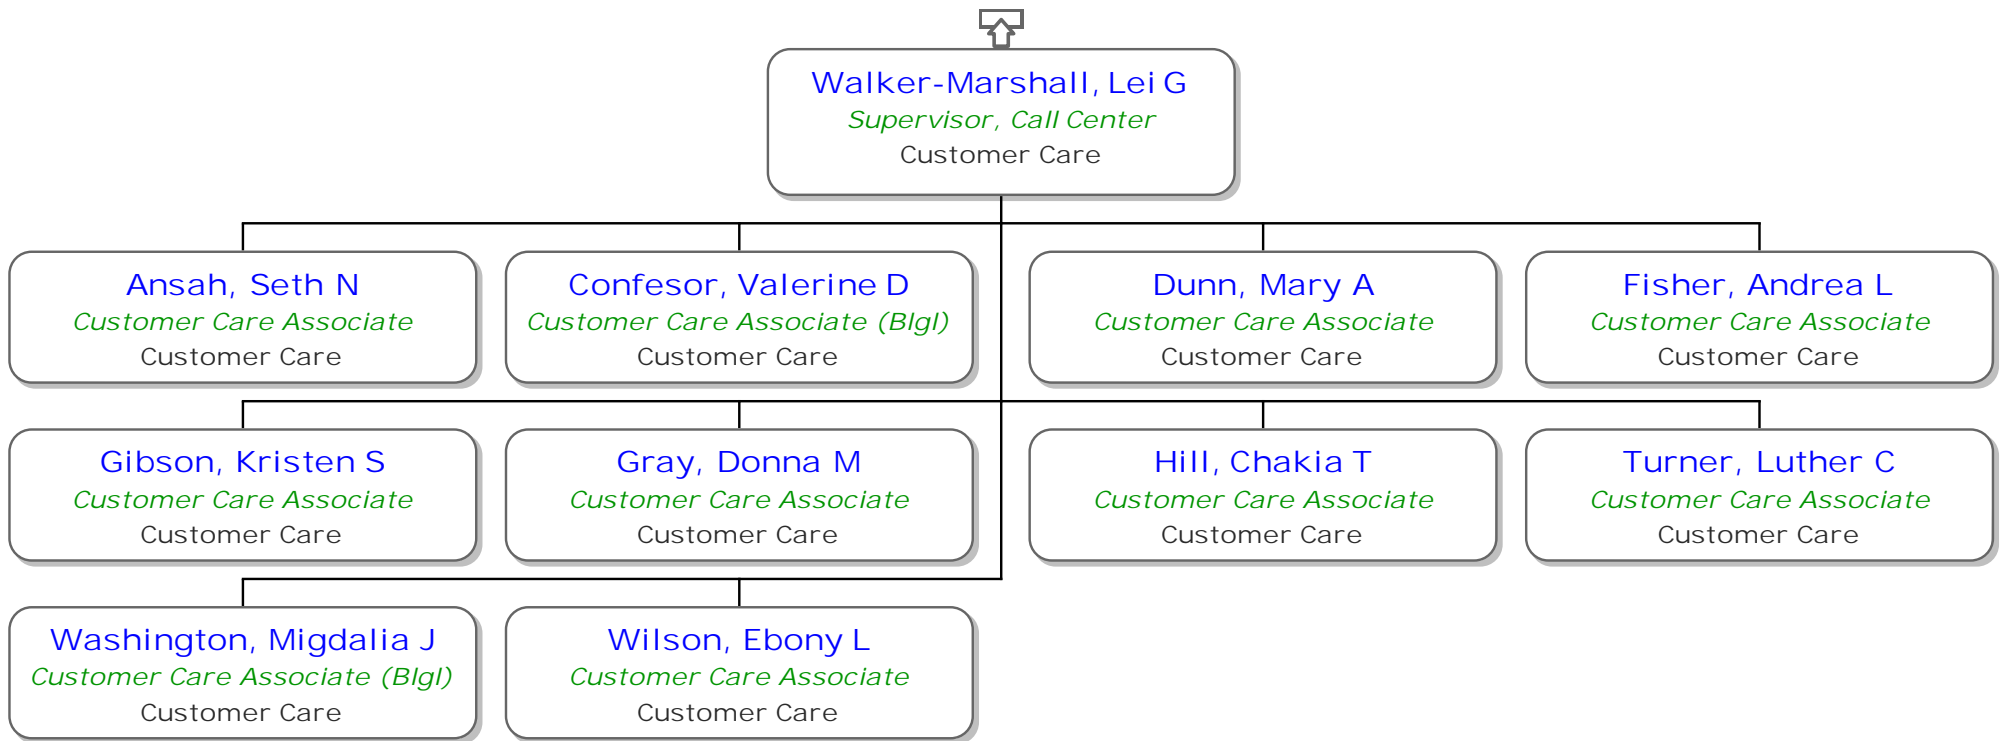 Walker-Marshall, Lei G
Supervisor, Call Center
Customer Care
Ansah, Seth N
Customer Care Associate
Customer Care
Confesor, Valerine D
Customer Care Associate (Blgl)
Customer Care
Dunn, Mary A
Customer Care Associate
Customer Care
Fisher, Andrea L
Customer Care Associate
Customer Care
Gibson, Kristen S
Customer Care Associate
Customer Care
Gray, Donna M
Customer Care Associate
Customer Care
Hill, Chakia T
Customer Care Associate
Customer Care
Turner, Luther C
Customer Care Associate
Customer Care
Washington, Migdalia J
Customer Care Associate (Blgl)
Customer Care
Wilson, Ebony L
Customer Care Associate
Customer Care